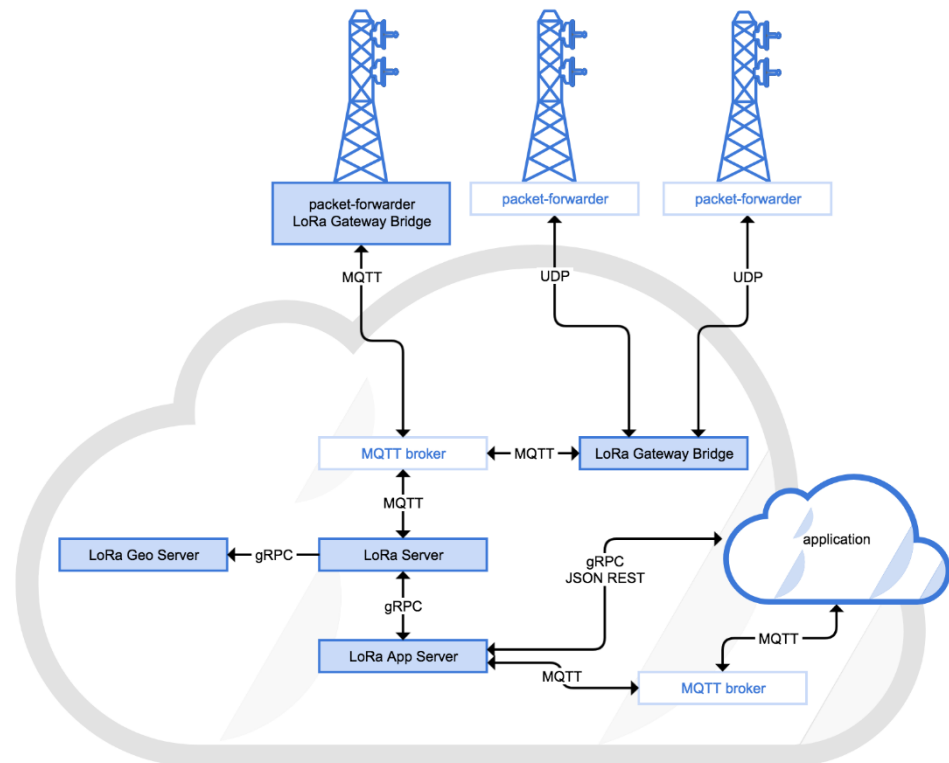 packet-forwarder
LoRa Gateway Bridge
packet-forwarder
packet-forwarder
MQTT
UDP
UDP
MQTT broker
MQTT
LoRa Gateway Bridge
MQTT
LoRa Geo Server
gRPC
LoRa Server
gRPC
JSON REST
application
gRPC
LoRa App Server
MQTT
MQTT
MQTT broker